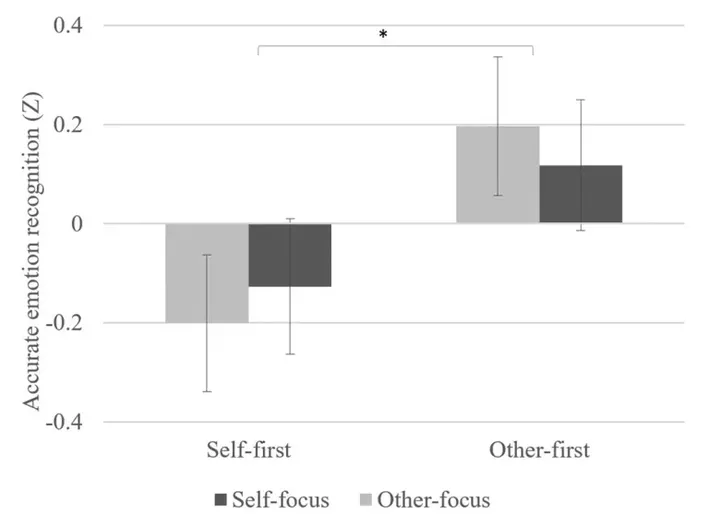 Accurate emotion recognition (Z)
0.4
*
0.2
0
-0.2
-0.4
Self-first Other-first
Self-focus Other-focus